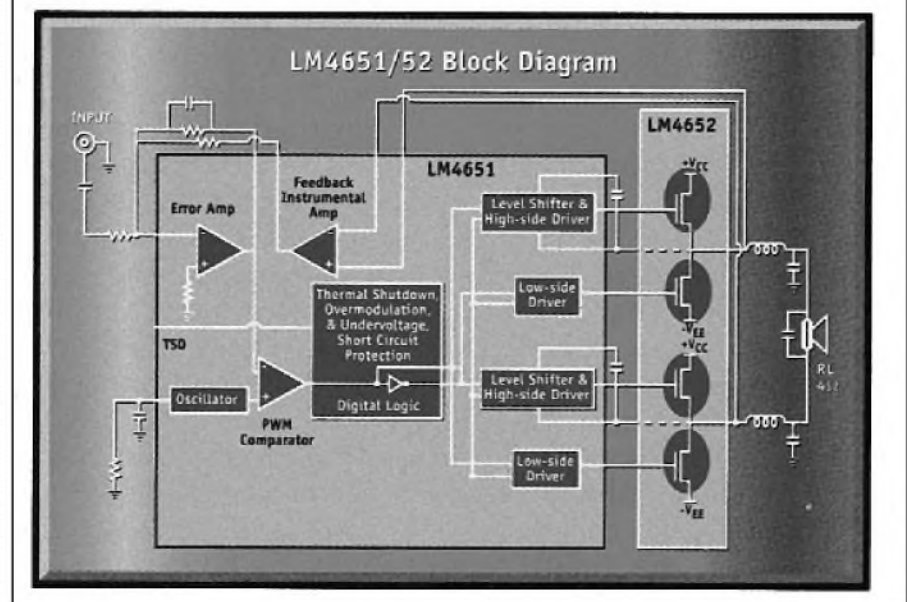 LM4651/52 Block Diagram
INPUT
LM4652
LM4651
+VCC
Feedback
Instrumental
Amp
Error Amp
Level Shifter &
High-side Driver
Thermal Shutdown,
Overmodulation,
& Undervoltage,
Short Circuit
Protection
Low-side
Driver
-VEE
TSD
+VCC
RL
4Ω
Oscillator
Digital Logic
Level Shifter &
High-side Driver
PWM
Comparator
Low-side
Driver
-VEE